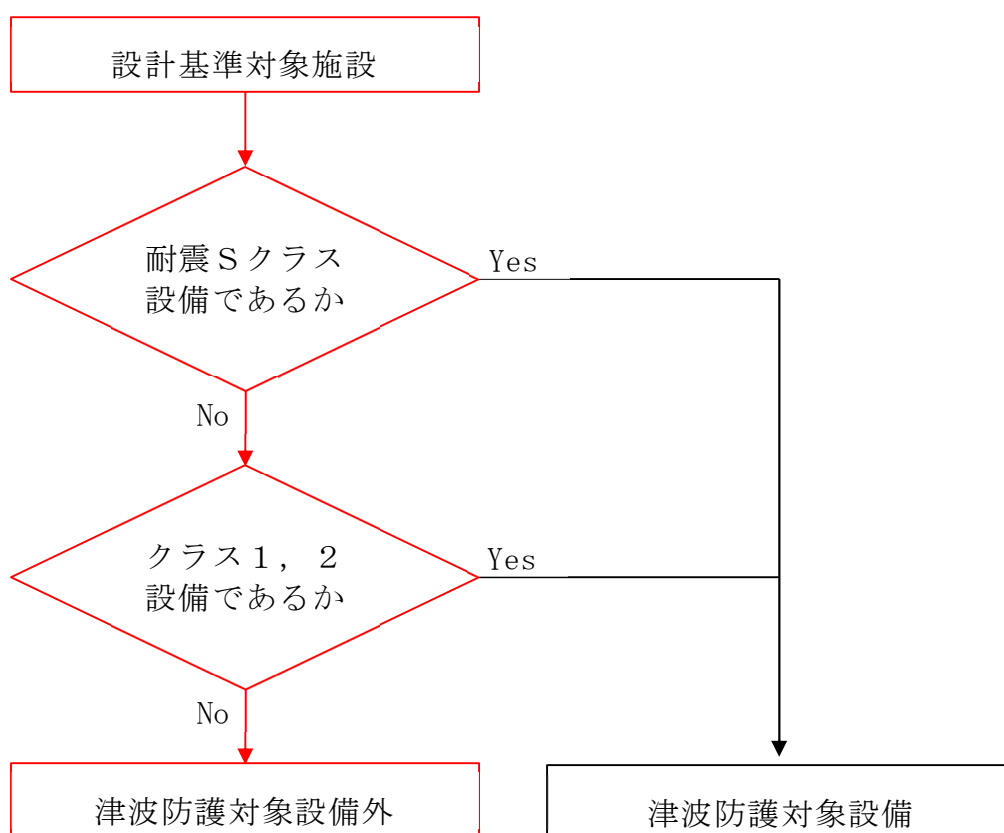 設計基準対象施設
耐震Ｓクラス
設備であるか
Yes
No
クラス１，２
設備であるか
Yes
No
津波防護対象設備外
津波防護対象設備